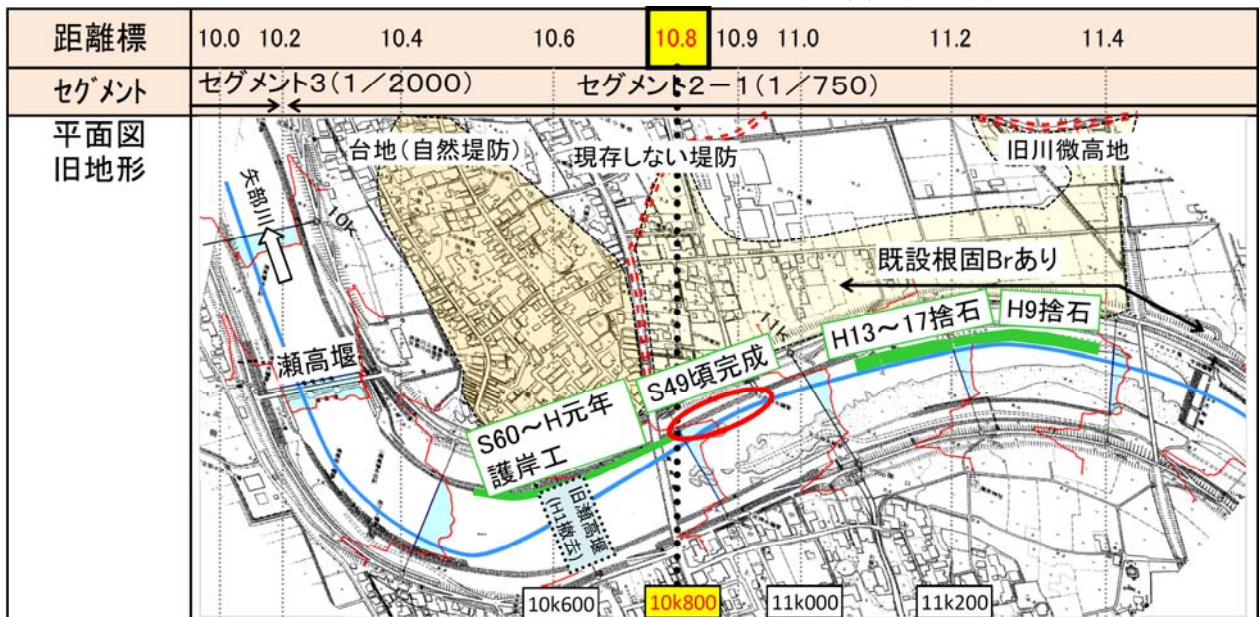 距離標 10.0 10.2 10.4 10.6 10.8 10.9 11.0 11.2 11.4
セグメント セグメント3(1／2000) セグメント2－1(1／750)
平面図
旧地形
台地(自然堤防)
現存しない堤防
旧川微高地
矢部川
10k
既設根固Brあり
瀬高堰
11k
H13～17捨石
H9捨石
S49頃完成
S60～H元年
護岸工
旧瀬高堰
(H1撤去)
10k600 10k800 11k000 11k200